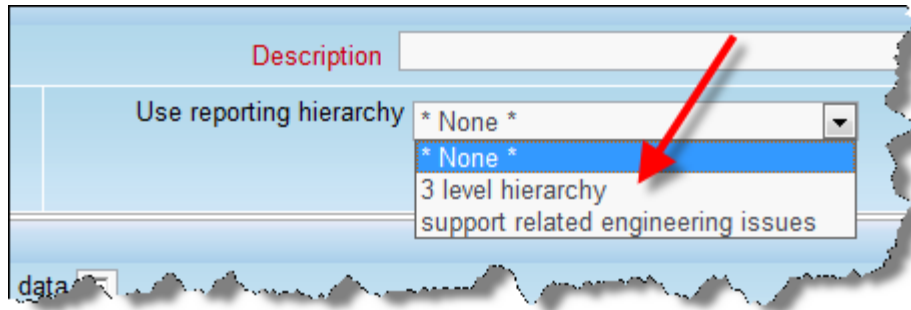 Description
Use reporting hierarchy * None *
* None *
3 level hierarchy
support related engineering issues
data